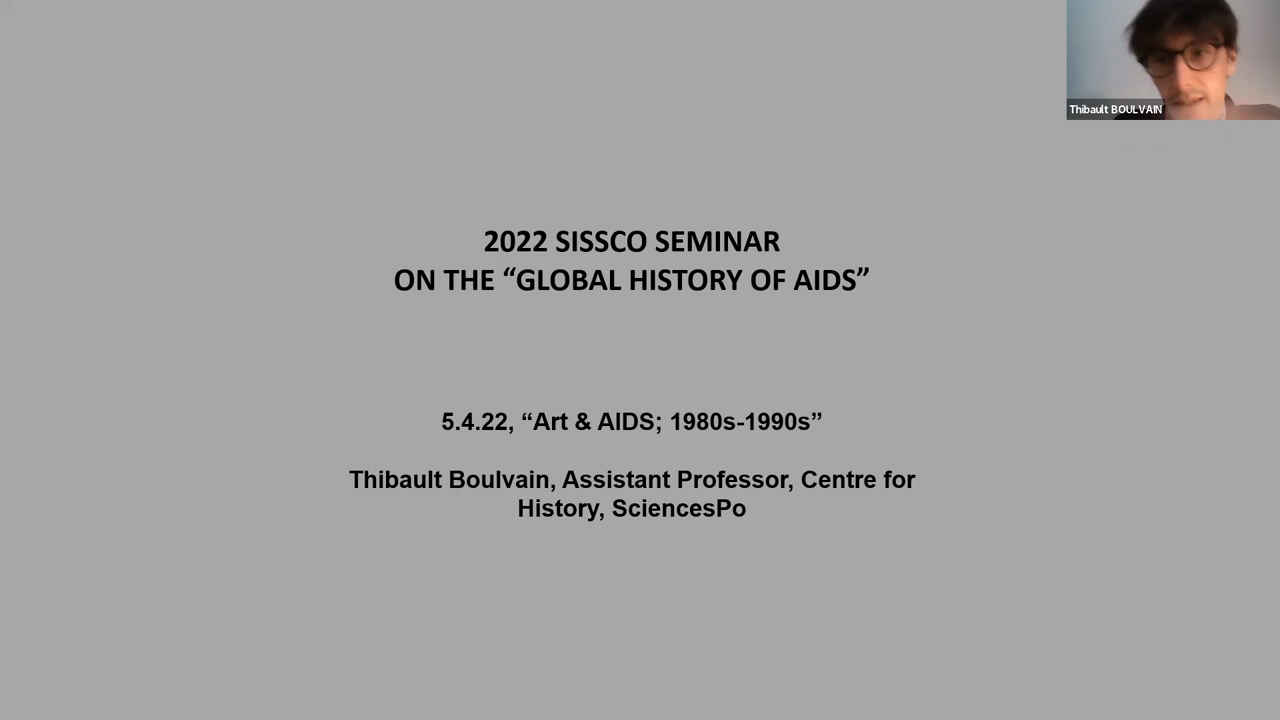 Thibault BOULVAIN
2022 SISSCO SEMINAR
ON THE “GLOBAL HISTORY OF AIDS”
5.4.22, “Art & AIDS; 1980s-1990s”
Thibault Boulvain, Assistant Professor, Centre for
History, SciencesPo